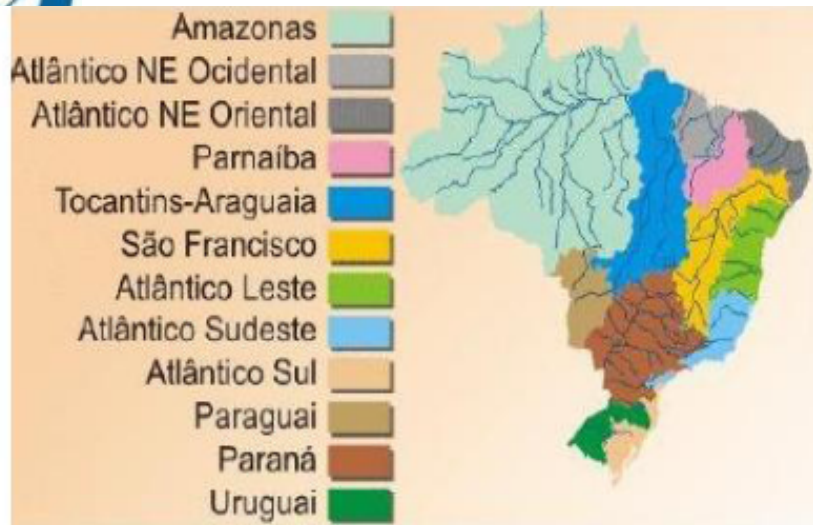 Amazonas
Atlântico NE Ocidental
Atlântico NE Oriental
Parnaíba
Tocantins-Araguaia
São Francisco
Atlântico Leste
Atlântico Sudeste
Atlântico Sul
Paraguai
Paraná
Uruguai